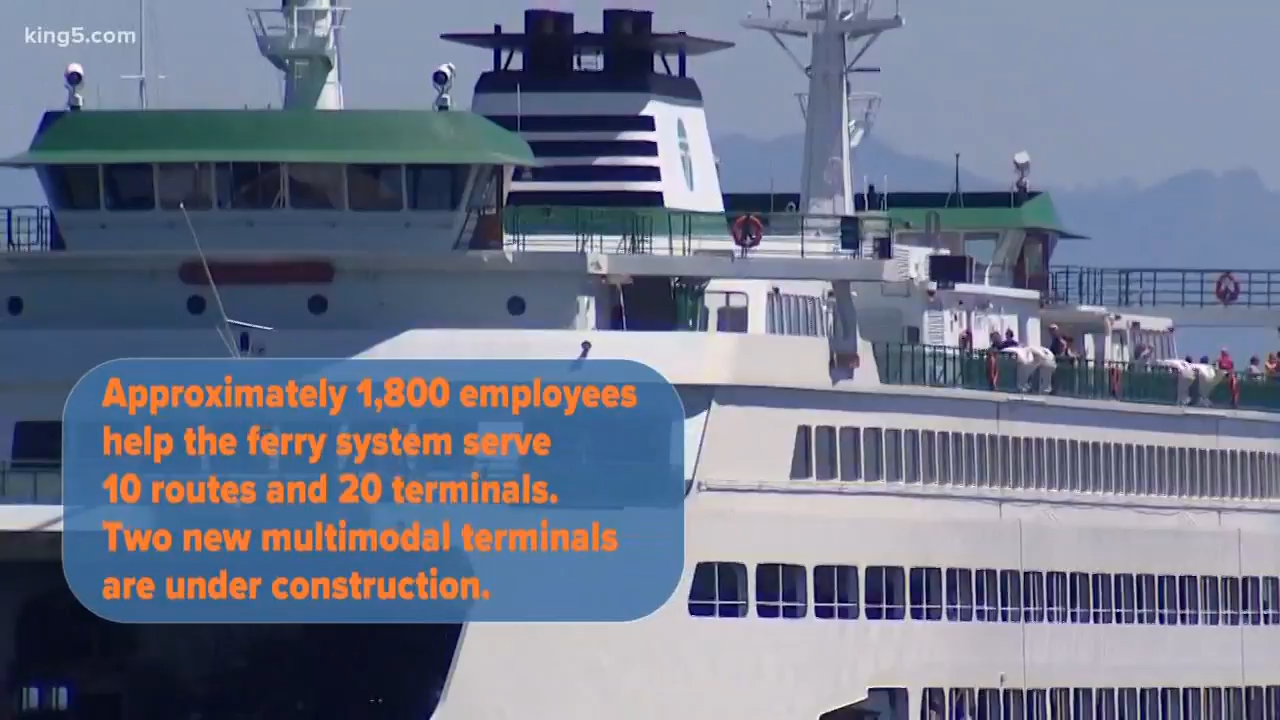 king5.com
Approximately 1,800 employees
help the ferry system serve
10 routes and 20 terminals.
Two new multimodal terminals
are under construction.